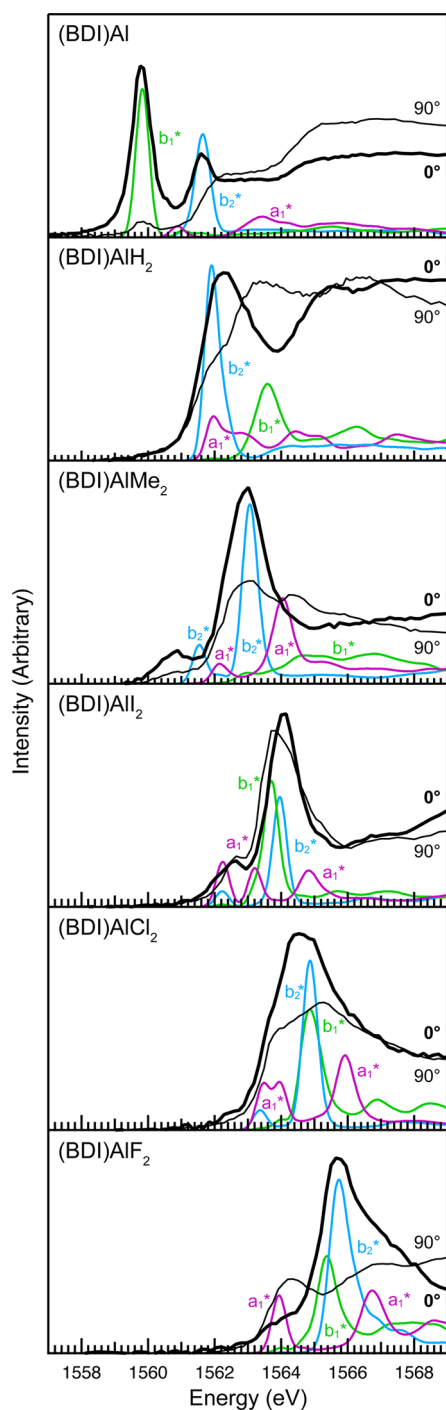 (BDI)Al
90°
b₁*
0°
b₂*
a₁*
(BDI)AlH₂
0°
90°
b₂*
a₁*
b₁*
(BDI)AlMe₂
0°
b₂*
a₁*
b₂*
a₁*
b₁*
90°
(BDI)AlI₂
b₁*
0°
a₁*
b₂*
a₁*
90°
(BDI)AlCl₂
b₂*
b₁*
0°
90°
a₁*
a₁*
(BDI)AlF₂
90°
b₂*
a₁*
a₁*
0°
b₁*
Intensity (Arbitrary)
1558 1560 1562 1564 1566 1568
Energy (eV)